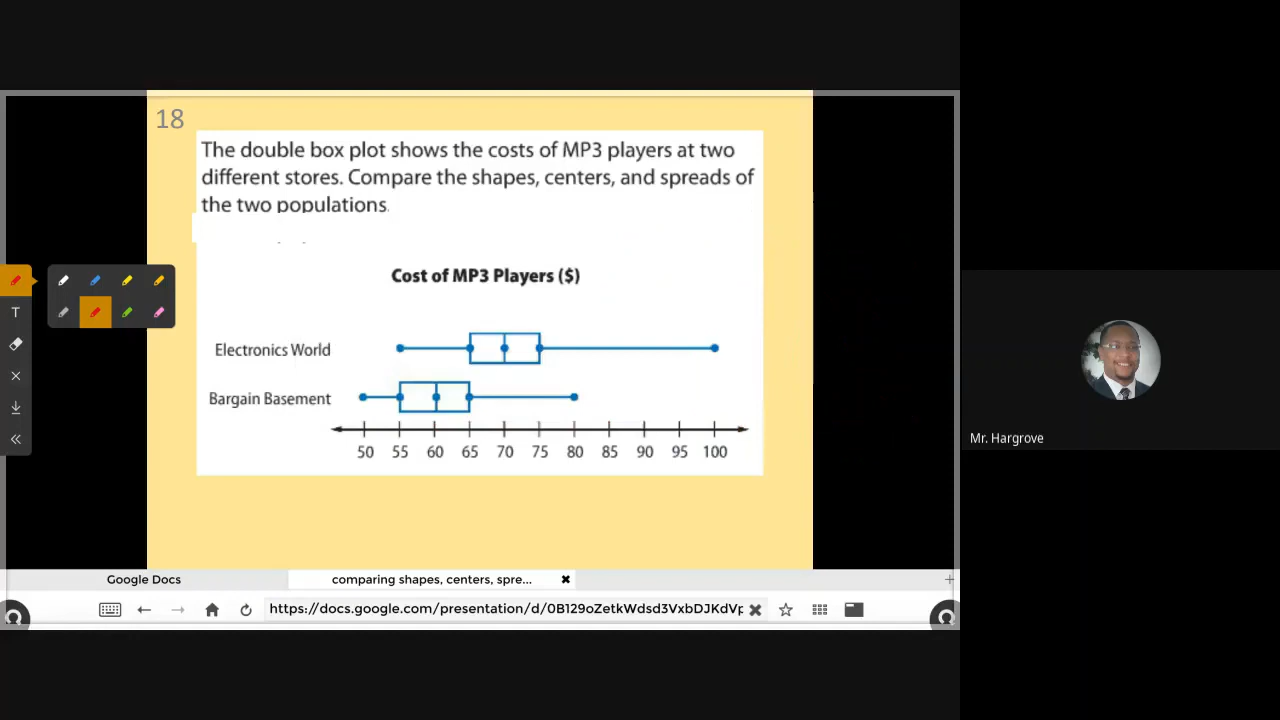 18
The double box plot shows the costs of MP3 players at two
different stores. Compare the shapes, centers, and spreads of
the two populations.
Cost of MP3 Players ($)
Electronics World
Bargain Basement
50 55 60 65 70 75 80 85 90 95 100
T
Mr. Hargrove
Google Docs
comparing shapes, centers, spre...
https://docs.google.com/presentation/d/0B129oZetkWdsd3VxbDJKdVp